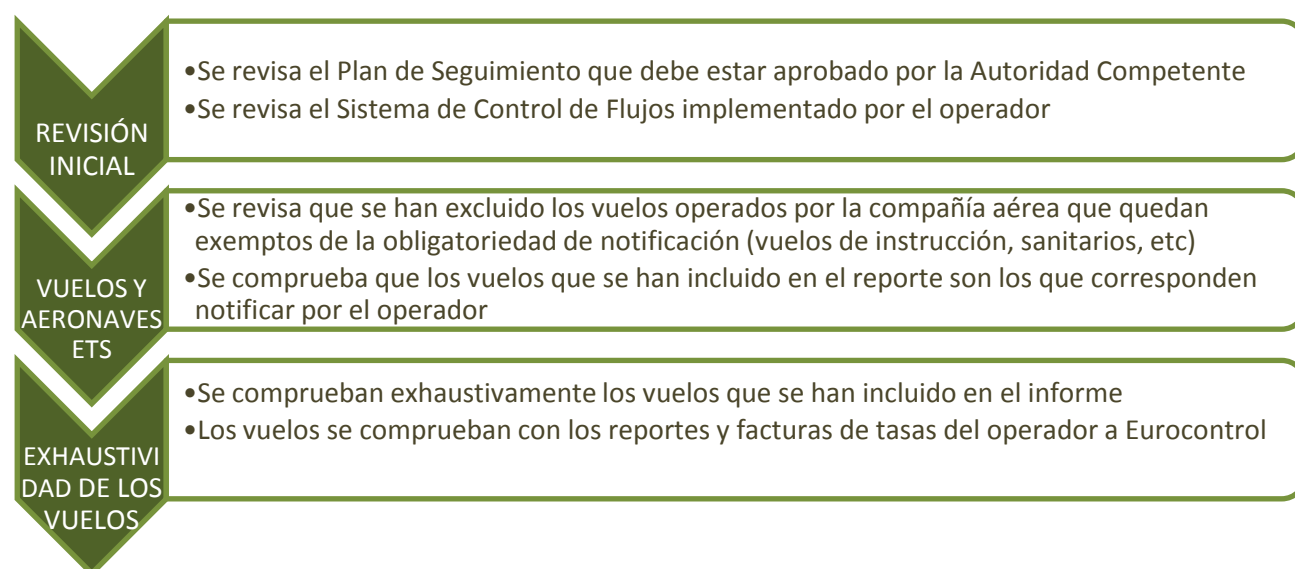 REVISIÓN
INICIAL
•Se revisa el Plan de Seguimiento que debe estar aprobado por la Autoridad Competente
•Se revisa el Sistema de Control de Flujos implementado por el operador
VUELOS Y
AERONAVES
ETS
•Se revisa que se han excluido los vuelos operados por la compañía aérea que quedan
exemptos de la obligatoriedad de notificación (vuelos de instrucción, sanitarios, etc)
•Se comprueba que los vuelos que se han incluido en el reporte son los que corresponden
notificar por el operador
EXHAUSTIVI
DAD DE LOS
VUELOS
•Se comprueban exhaustivamente los vuelos que se han incluido en el informe
•Los vuelos se comprueban con los reportes y facturas de tasas del operador a Eurocontrol